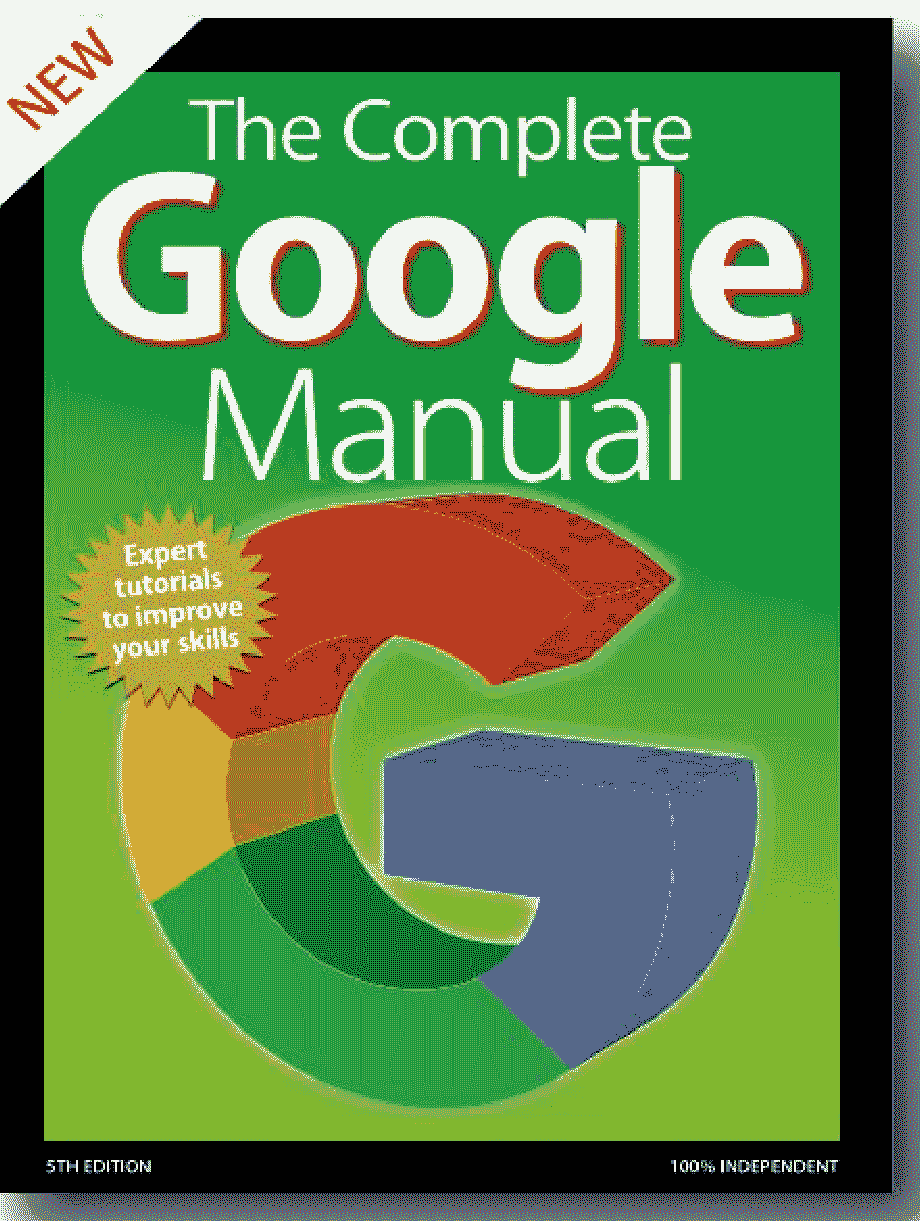 NEW
The Complete
Google
Manual
Expert
tutorials
to improve
your skills
5TH EDITION
100% INDEPENDENT